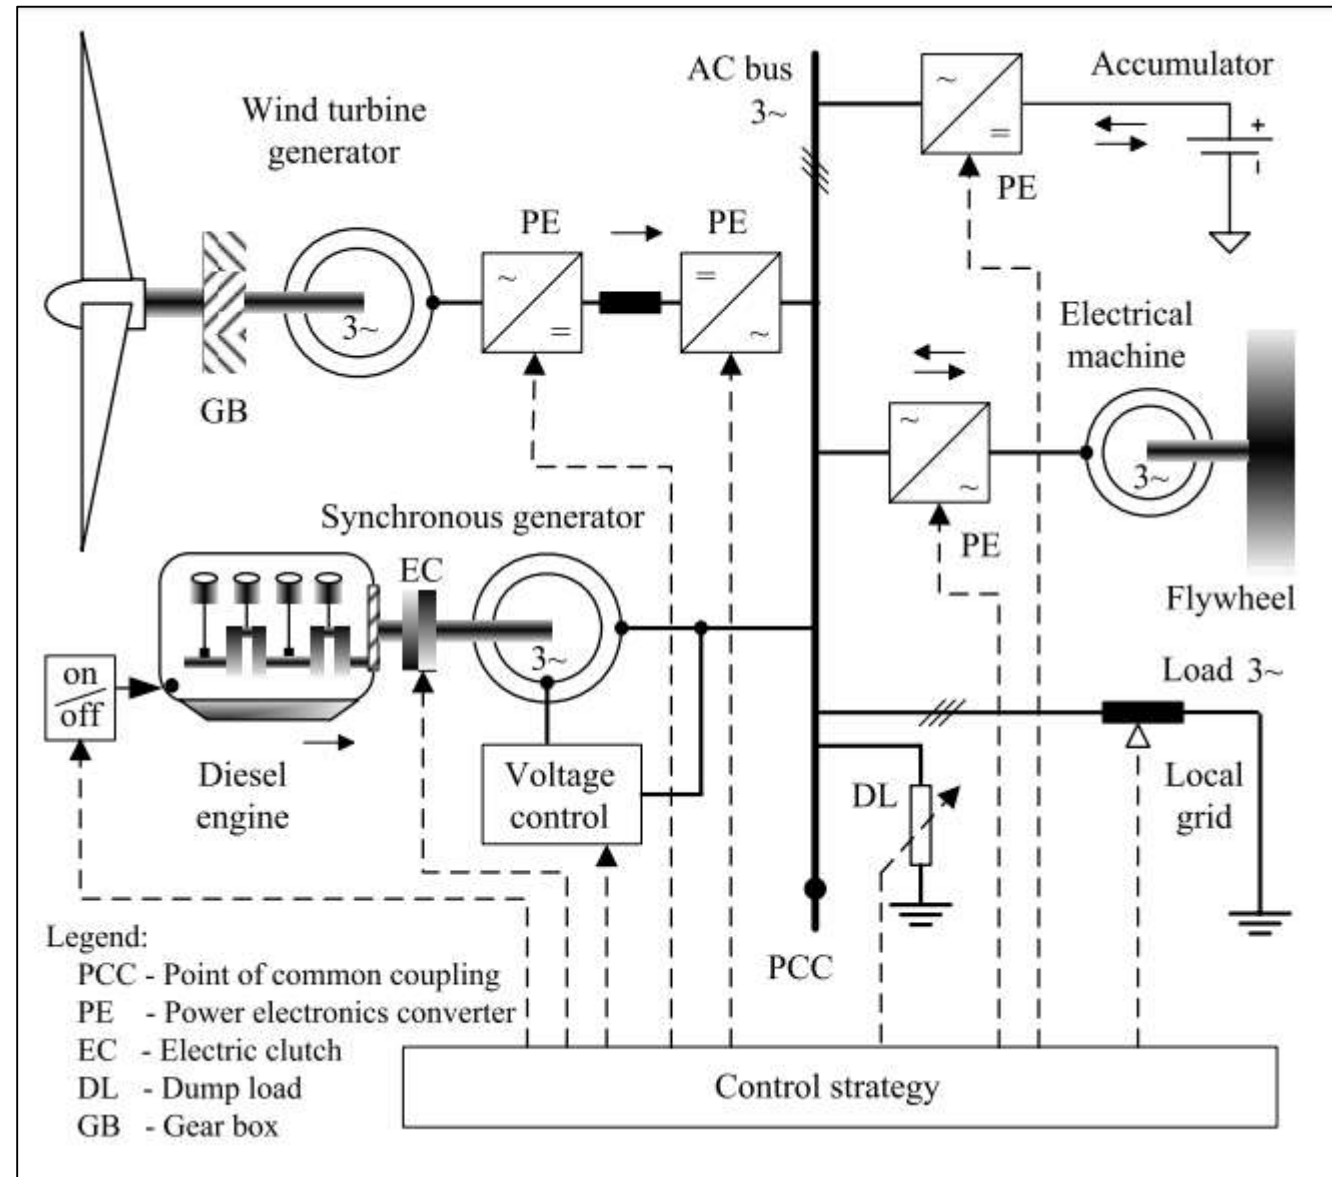 AC bus
3~
Accumulator
Wind turbine
generator
~
=
+
-
PE
PE
PE
~
=
=
~
3~
GB
Electrical
machine
~
~
3~
PE
Flywheel
Synchronous generator
EC
3~
on
off
Load 3~
Diesel
engine
Voltage
control
DL
Local
grid
PCC
Legend:
PCC - Point of common coupling
PE - Power electronics converter
EC - Electric clutch
DL - Dump load
GB - Gear box
Control strategy